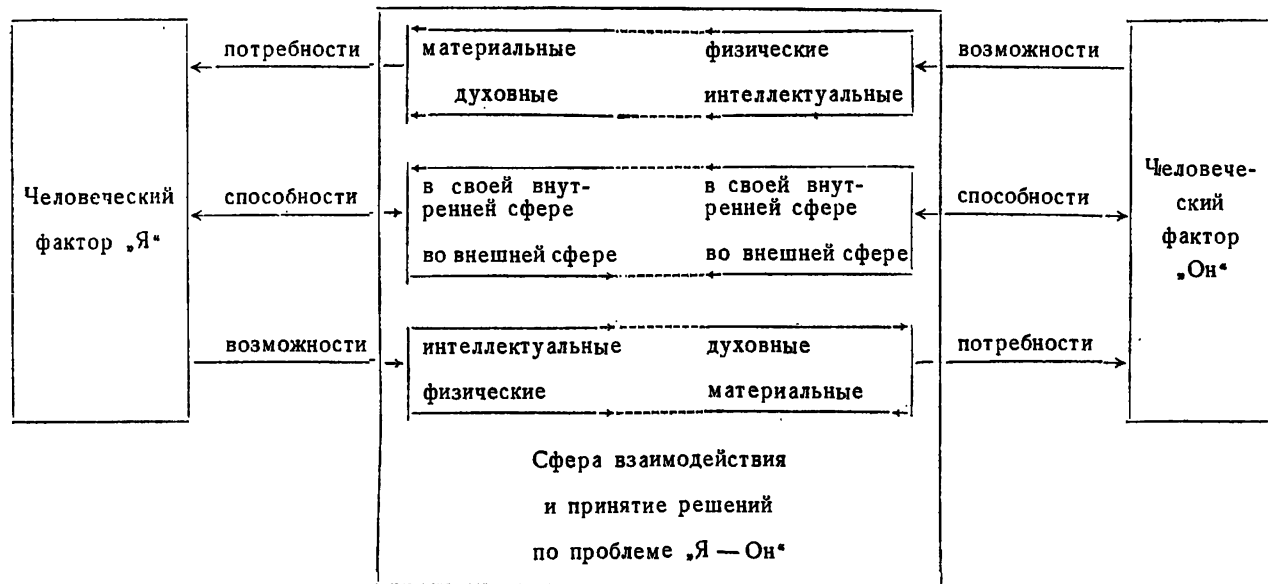 потребности
материальные
физические
возможности
духовные
интеллектуальные
Человеческий
фактор „Я“
способности
в своей внут-
ренней сфере
во внешней сфере
в своей внут-
ренней сфере
во внешней сфере
способности
Человече-
ский
фактор
„Он“
возможности
интеллектуальные
духовные
потребности
физические
материальные
Сфера взаимодействия
и принятие решений
по проблеме „Я — Он“